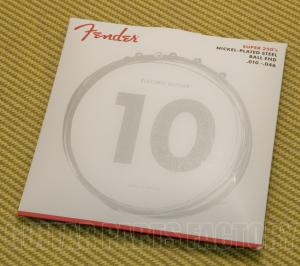 Fender
SUPER 250's
NICKEL-PLATED STEEL
BALL END
.010 - .046
ELECTRIC GUITAR
10